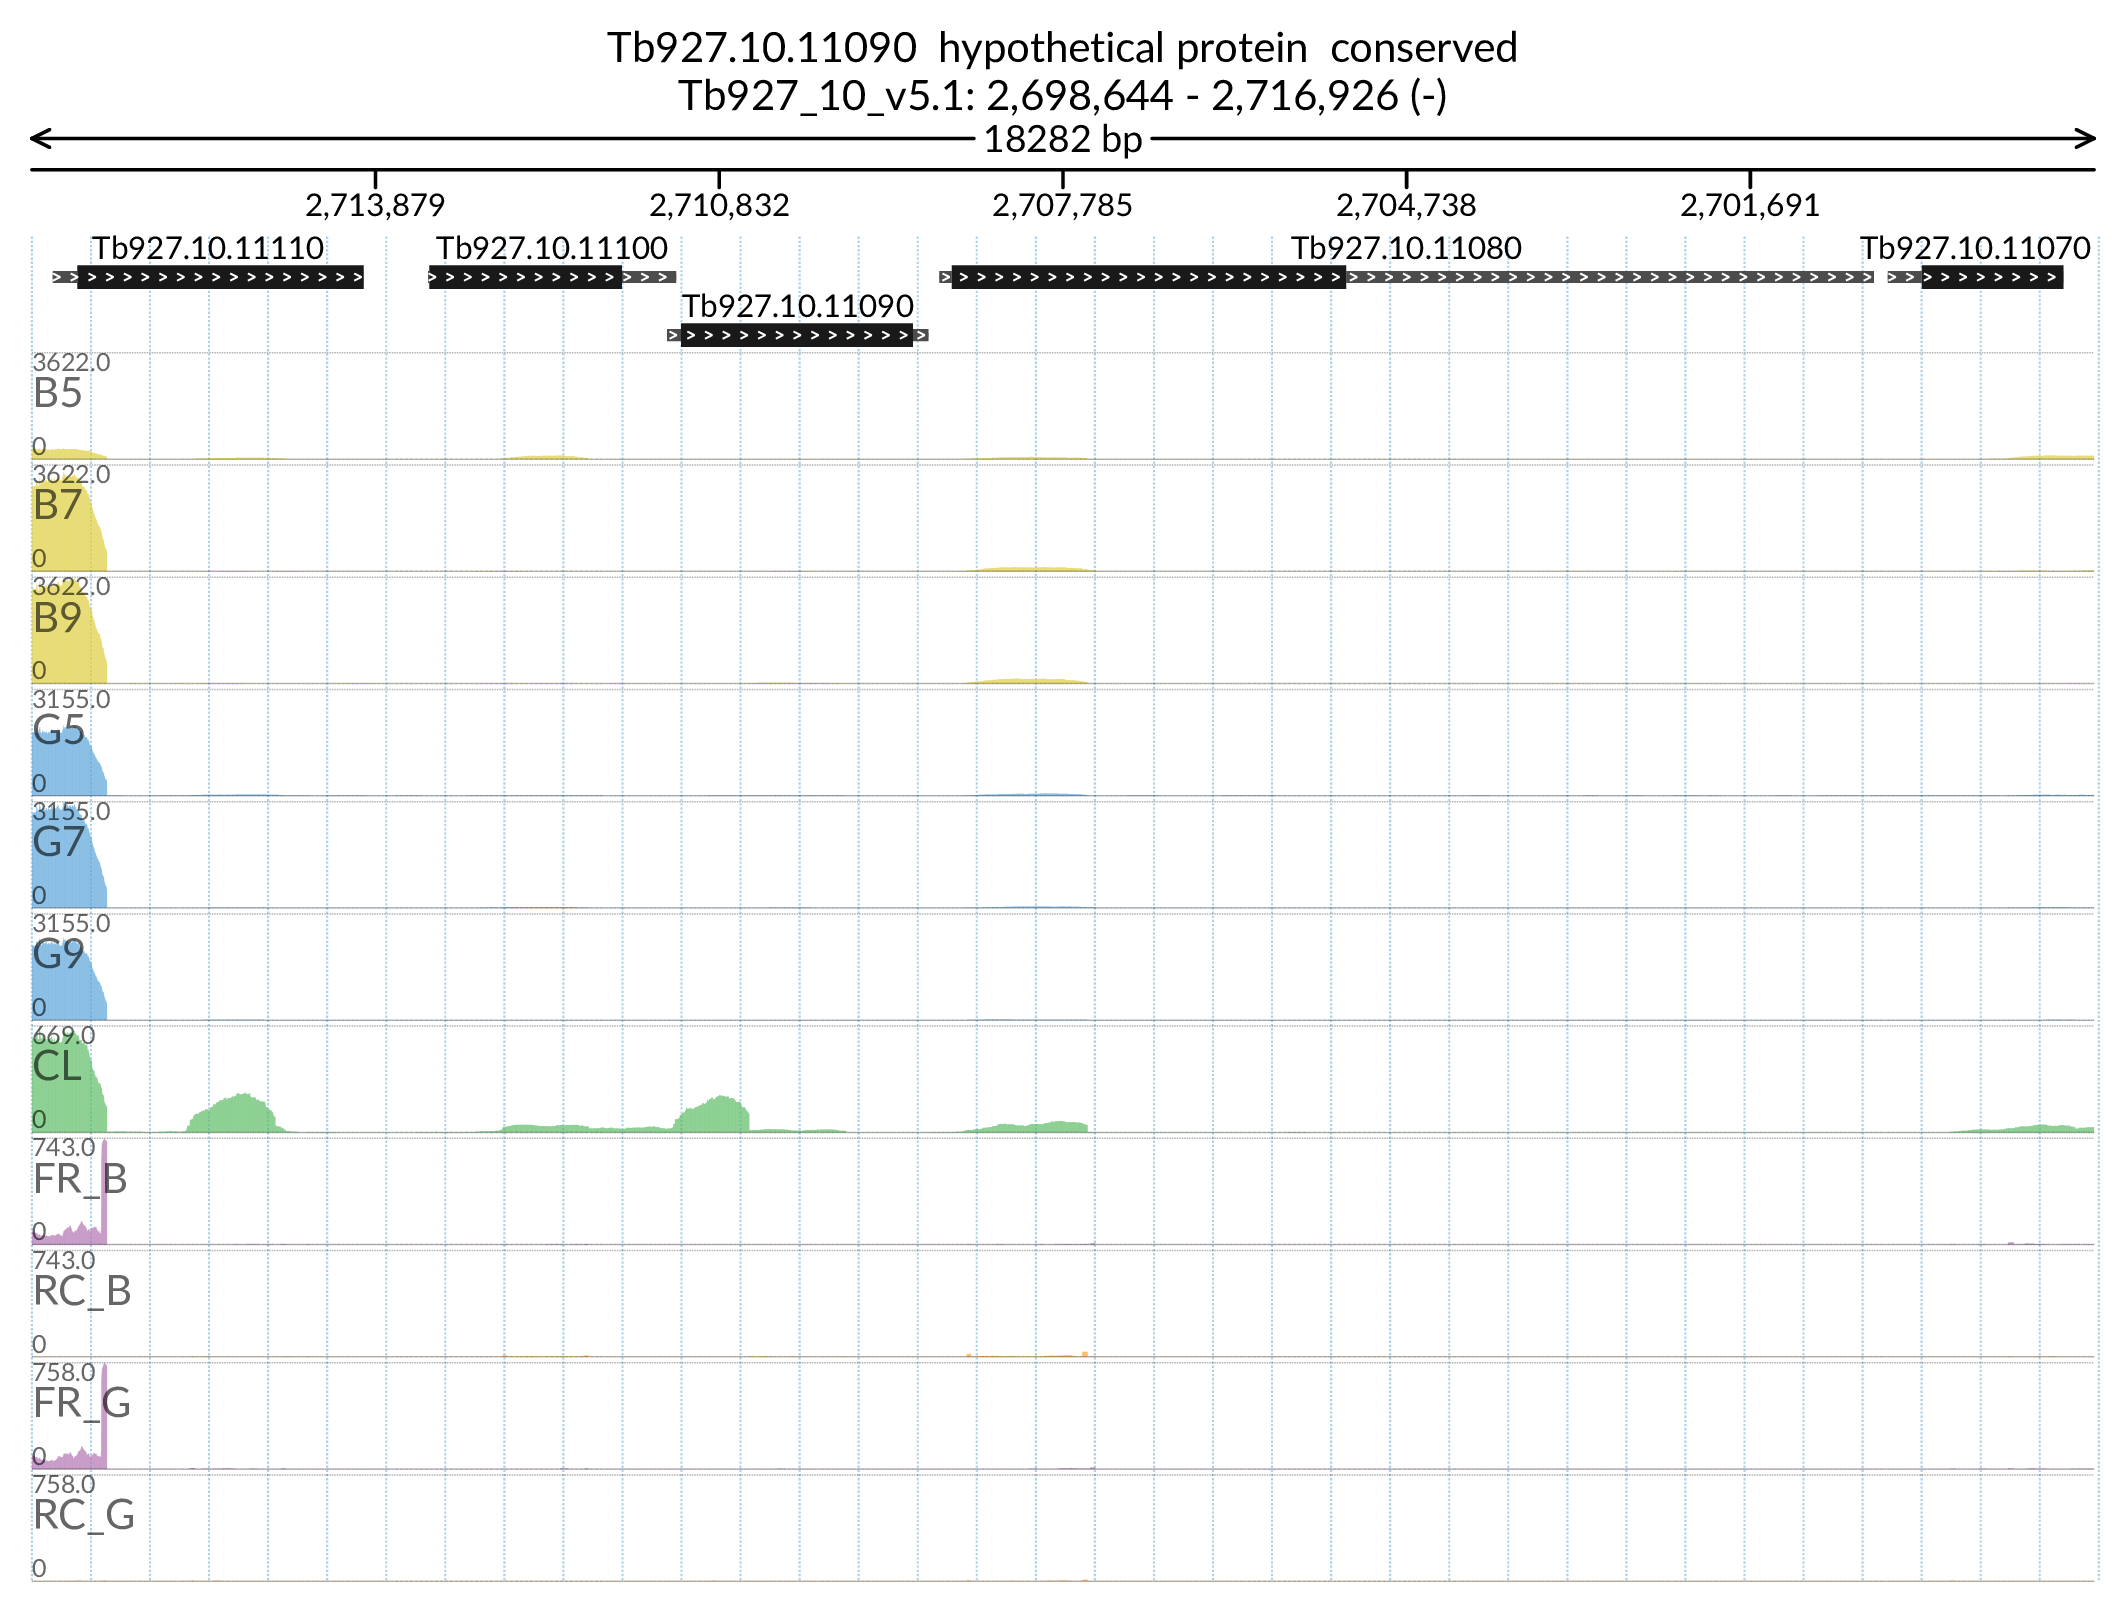 Tb927.10.11090  hypothetical protein  conserved
Tb927_10_v5.1: 2,698,644 - 2,716,926 (-)
18282 bp
2,713,879 2,710,832 2,707,785 2,704,738 2,701,691
Tb927.10.11110 Tb927.10.11100 Tb927.10.11080 Tb927.10.11070
Tb927.10.11090
3622.0
B5
0
3622.0
B7
0
3622.0
B9
0
3155.0
G5
0
3155.0
G7
0
3155.0
G9
0
669.0
CL
0
743.0
FR_B
0
743.0
RC_B
0
758.0
FR_G
0
758.0
RC_G
0